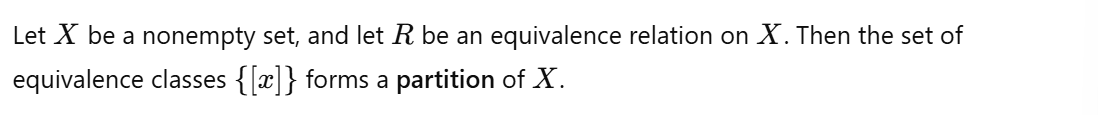 Let X be a nonempty set, and let R be an equivalence relation on X. Then the set of
equivalence classes {[x]} forms a partition of X.